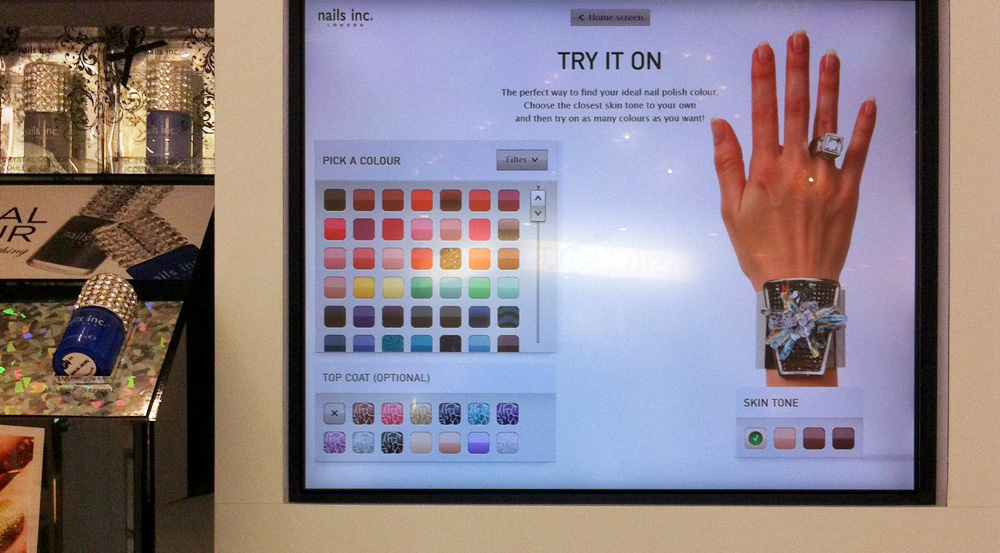 nails inc.
nails inc.
nails inc.
CRYSTAL COLOUR
nails inc.
nails inc.
LONDON
< Home screen
TRY IT ON
The perfect way to find your ideal nail polish colour.
Choose the closest skin tone to your own
and then try on as many colours as you want!
PICK A COLOUR
Filter
TOP COAT (OPTIONAL)
SKIN TONE